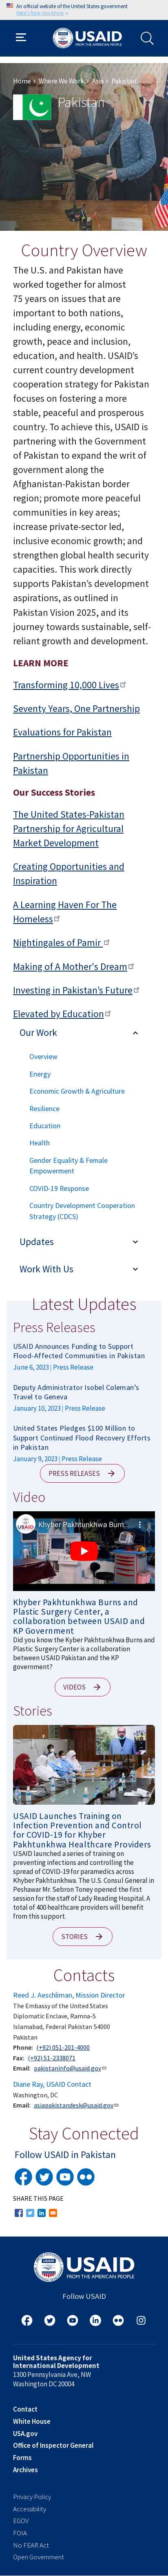 An official website of the United States government
Here's how you know
USAID
FROM THE AMERICAN PEOPLE
Home › Where We Work › Asia › Pakistan
Pakistan
Country Overview
The U.S. and Pakistan have
worked together for 75
years on issues that are
important to both nations,
including energy, economic
growth, peace and inclusion,
education, and health. USAID's
current country development
cooperation strategy for Pakistan
focuses on fostering a more
stable, peaceful and prosperous
country. To achieve this, USAID is
partnering with the Government
of Pakistan to expand the writ of
government along the
Afghanistan-Pakistan border
region; promote more peaceful
communities in target areas;
increase private-sector led,
inclusive economic growth, and
bolster global health security
capabilities. Each of these work
streams supports Pakistan's
development aspirations, as
outlined in Pakistan Vision 2025,
and its journey towards stability,
self-reliant growth and
development.
LEARN MORE
Transforming 10,000 Lives
Seventy Years, One Partnership
Evaluations for Pakistan
Partnership Opportunities in
Pakistan
Our Success Stories
The United States-Pakistan
Partnership for Agricultural
Market Development
Creating Opportunities and
Inspiration
A Learning Haven For The
Homeless
Nightingales of Pamir
Making of A Mother's Dream
Investing in Pakistan's Future
Elevated by Education
Our Work
Overview
Energy
Economic Growth & Agriculture
Resilience
Education
Health
Gender Equality & Female
Empowerment
COVID-19 Response
Country Development Cooperation
Strategy (CDCS)
Updates
Work With Us
Latest Updates
Press Releases
USAID Announces Funding to Support
Flood-Affected Communities in Pakistan
June 6, 2023 | Press Release
Deputy Administrator Isobel Coleman's
Travel to Geneva
January 10, 2023 | Press Release
United States Pledges $100 Million to
Support Continued Flood Recovery Efforts
in Pakistan
January 9, 2023 | Press Release
PRESS RELEASES
Video
Khyber Pakhtunkhwa Burn...
Khyber Pakhtunkhwa Burns and
Plastic Surgery Center, a
collaboration between USAID and
KP Government
Did you know the Kyber Pakhtunkhwa Burns and
Plastic Surgery Center is a collaboration
between USAID Pakistan and the KP
government?
VIDEOS
Stories
USAID Launches Training on
Infection Prevention and Control
for COVID-19 for Khyber
Pakhtunkhwa Healthcare Providers
USAID launched a series of trainings on
preventing infections and controlling the
spread of COVID-19 for paramedics across
Khyber Pakhtunkhwa. The U.S. Consul General in
Peshawar Ms. Sebron Toney opened the first
training of the series at Lady Reading Hospital. A
total of 400 healthcare providers will benefit
from this support.
STORIES
Contacts
Reed J. Aeschliman, Mission Director
The Embassy of the United States
Diplomatic Enclave, Ramna-5
Islamabad, Federal Pakistan 54000
Pakistan
Phone: (+92) 051-201-4000
Fax: (+92) 51-2338071
Email: pakistaninfo@usaid.gov
Diane Ray, USAID Contact
Washington, DC
Email: asiapakistandesk@usaid.gov
Stay Connected
Follow USAID in Pakistan
SHARE THIS PAGE
USAID
FROM THE AMERICAN PEOPLE
Follow USAID
United States Agency for
International Development
1300 Pennsylvania Ave, NW
Washington DC 20004
Contact
White House
USA.gov
Office of Inspector General
Forms
Archives
Privacy Policy
Accessibility
EGOV
FOIA
No FEAR Act
Open Government